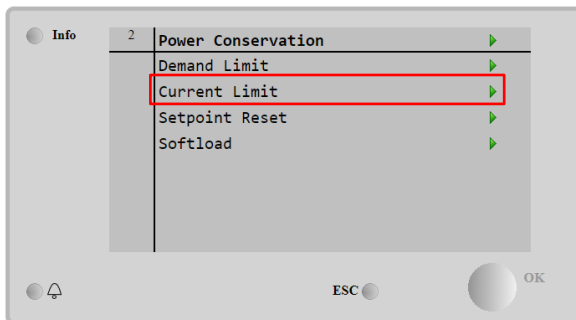 Info
2 Power Conservation
Demand Limit
Current Limit
Setpoint Reset
Softload
ESC
OK